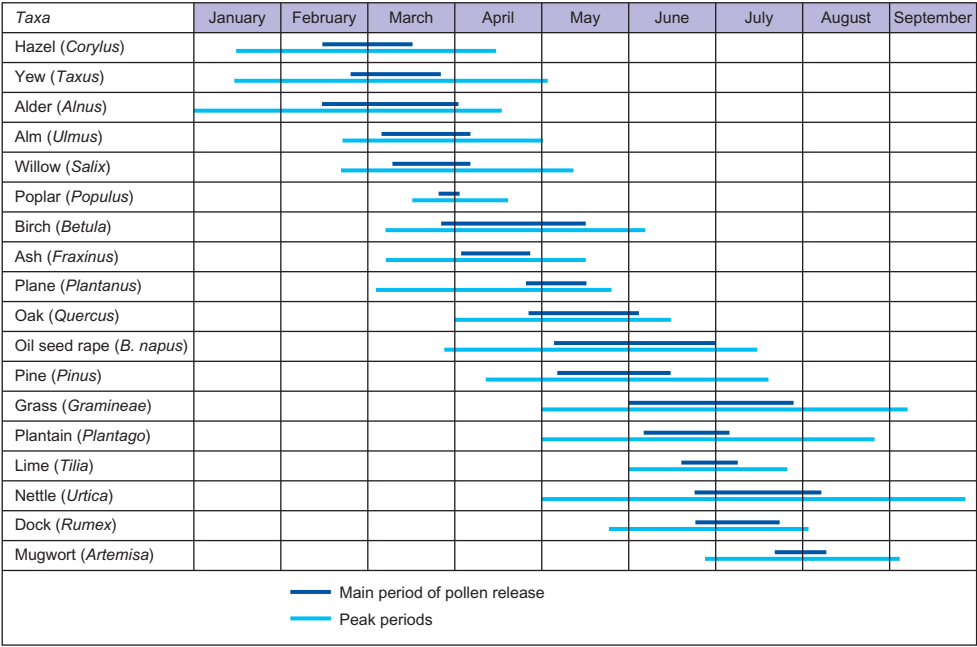 Taxa January February March April May June July August September
Hazel (Corylus)
Yew (Taxus)
Alder (Alnus)
Alm (Ulmus)
Willow (Salix)
Poplar (Populus)
Birch (Betula)
Ash (Fraxinus)
Plane (Plantanus)
Oak (Quercus)
Oil seed rape (B. napus)
Pine (Pinus)
Grass (Gramineae)
Plantain (Plantago)
Lime (Tilia)
Nettle (Urtica)
Dock (Rumex)
Mugwort (Artemisa)
Main period of pollen release
Peak periods